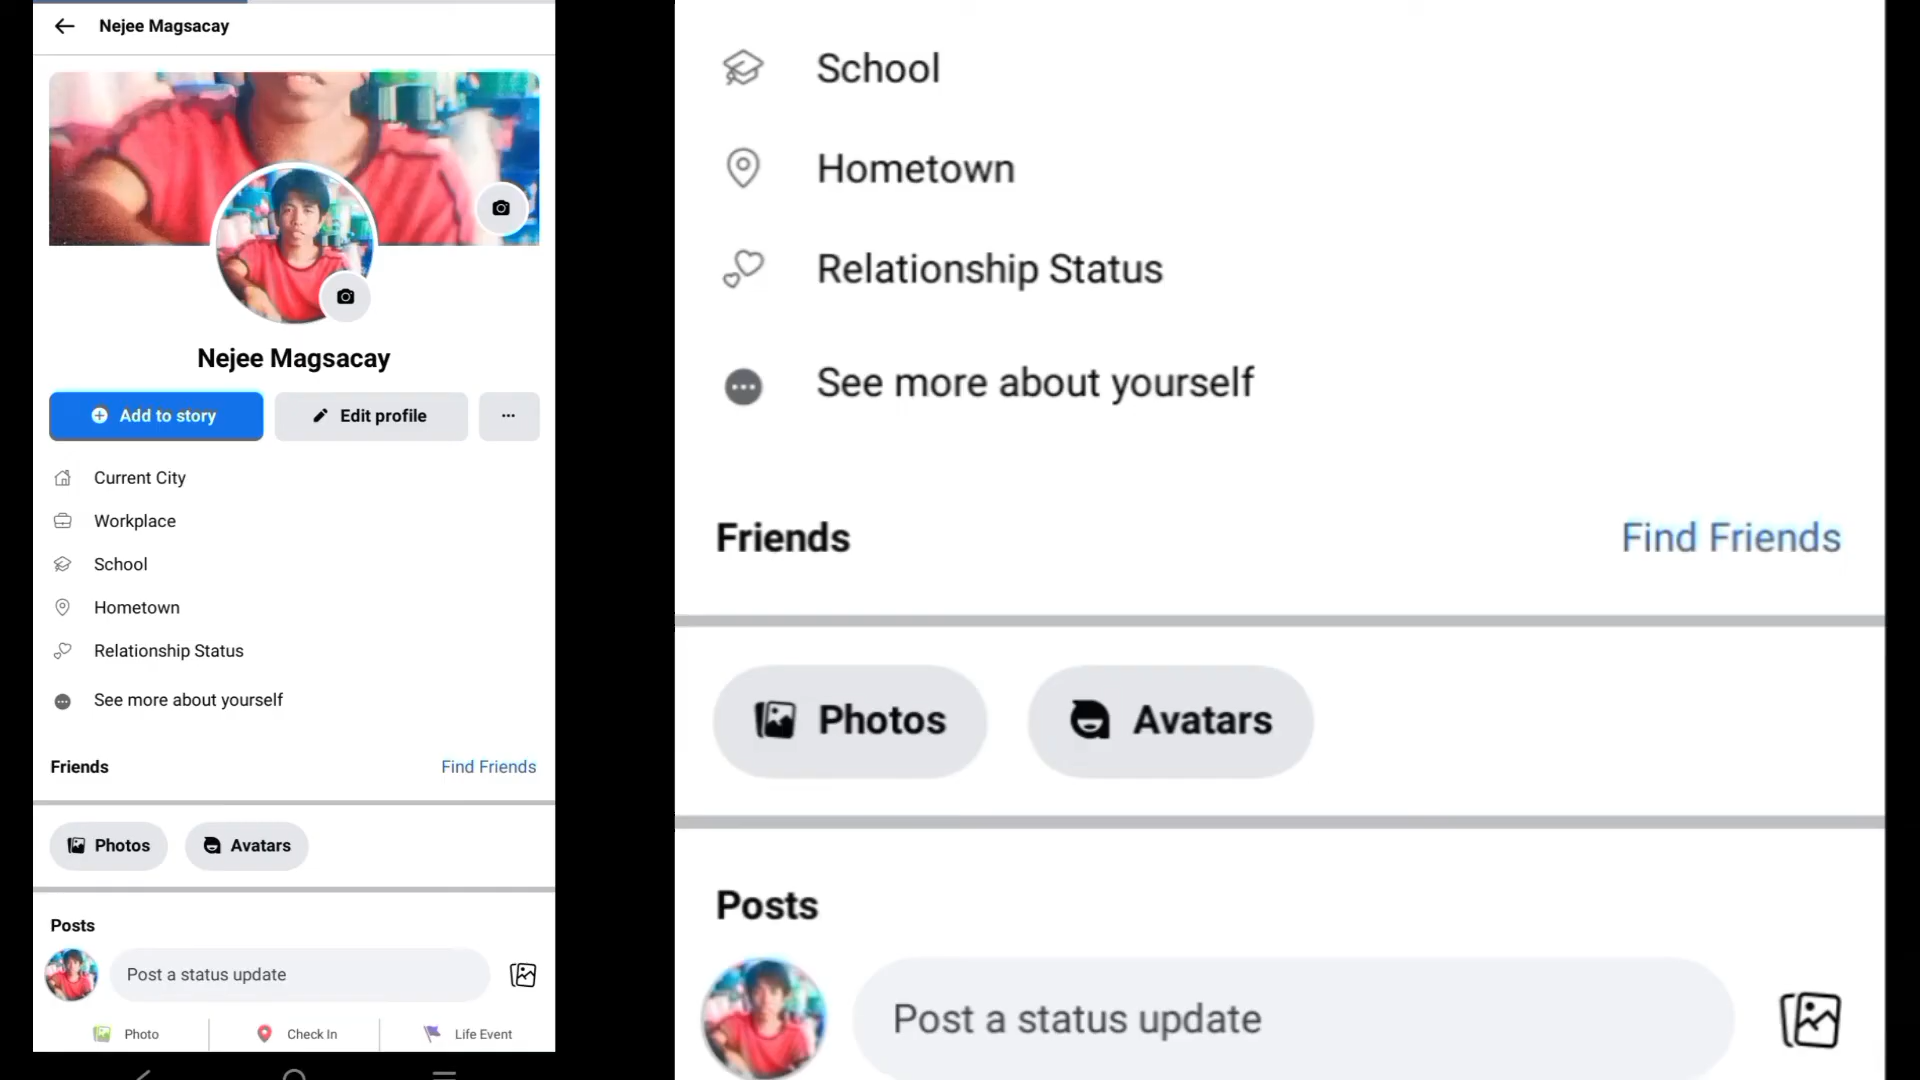 Nejee Magsacay
Nejee Magsacay
Add to story
Edit profile
Current City
Workplace
School
Hometown
Relationship Status
See more about yourself
Friends
Find Friends
Photos
Avatars
Posts
Post a status update
Photo
Check In
Life Event
School
Hometown
Relationship Status
See more about yourself
Friends
Find Friends
Photos
Avatars
Posts
Post a status update